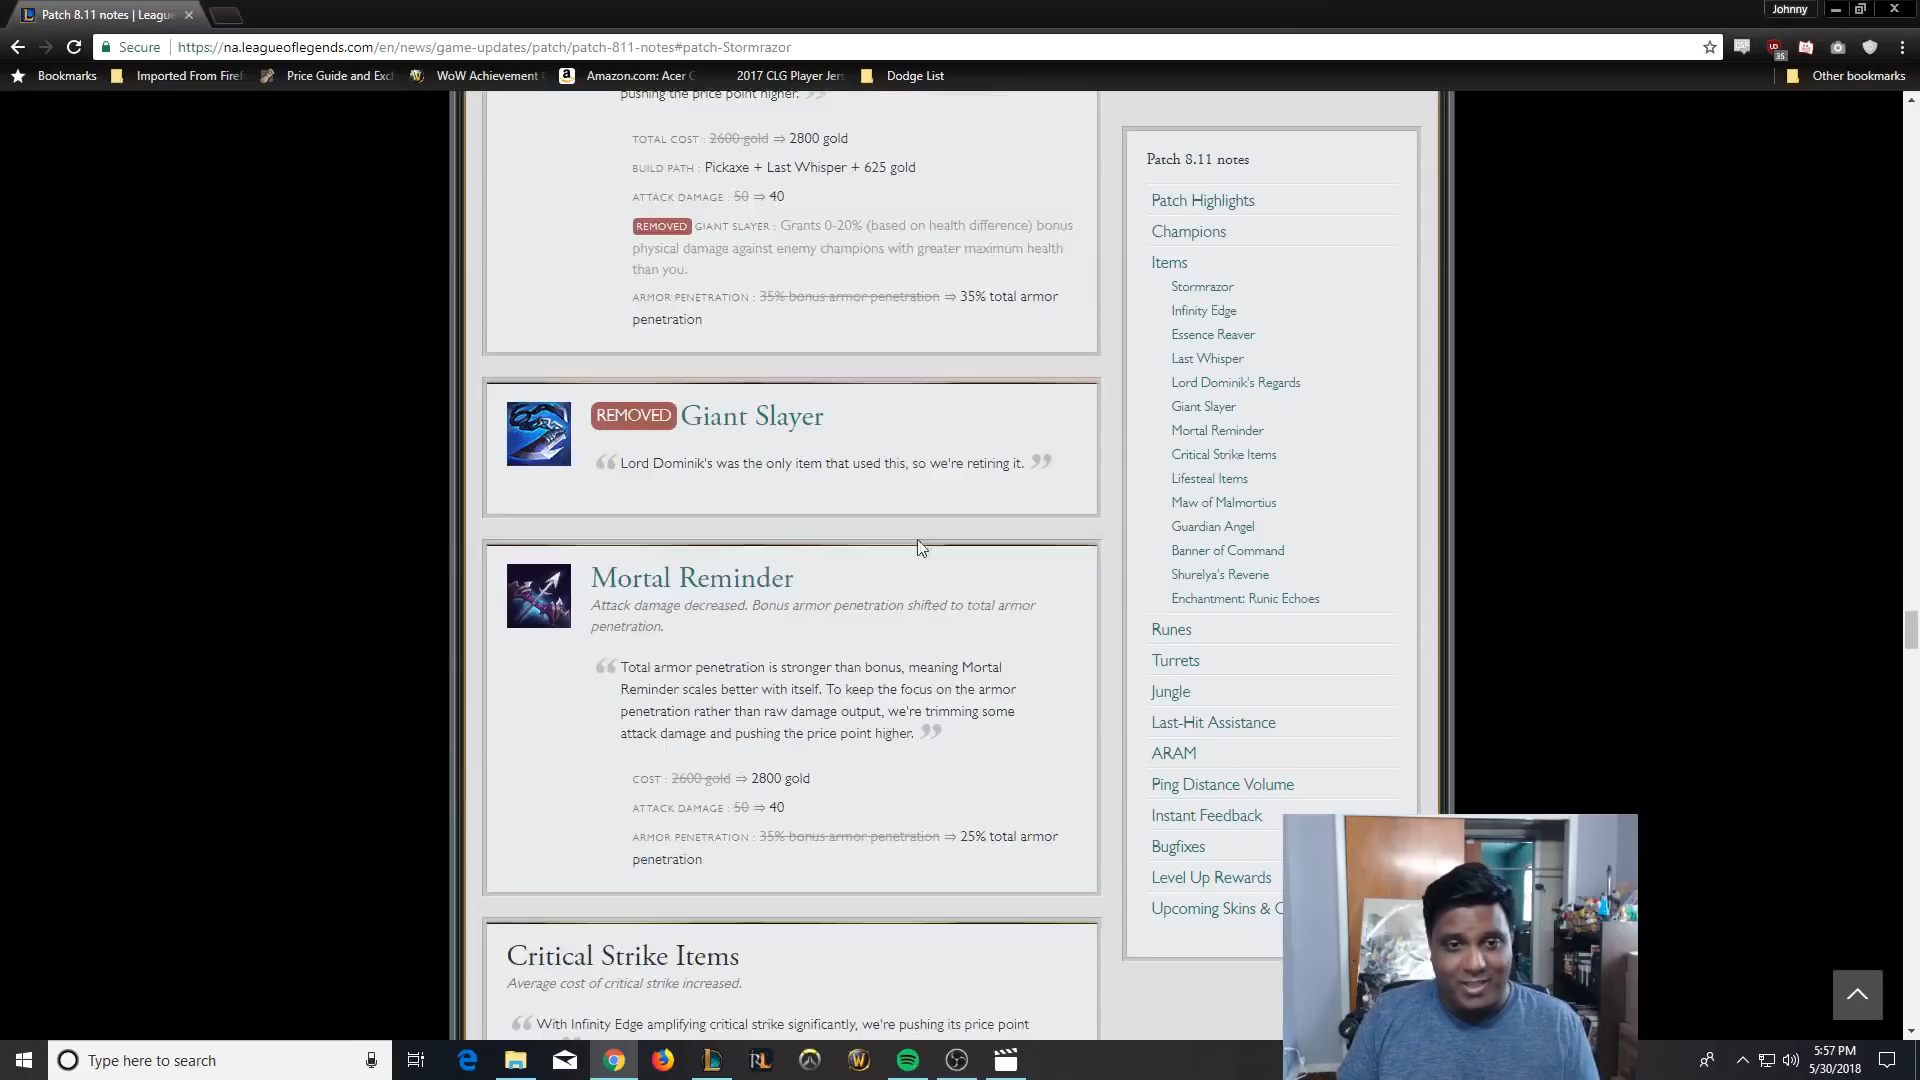 Patch 8.11 notes | League
Johnny
Secure
https://na.leagueoflegends.com/en/news/game-updates/patch/patch-811-notes#patch-Stormrazor
35
Bookmarks
Imported From Firef
Price Guide and Exch
WoW Achievement
Amazon.com: Acer
2017 CLG Player Jers
Dodge List
Other bookmarks
pushing the price point higher.
TOTAL COST : 2600 gold ⇒ 2800 gold
BUILD PATH : Pickaxe + Last Whisper + 625 gold
ATTACK DAMAGE : 50 ⇒ 40
REMOVED GIANT SLAYER : Grants 0-20% (based on health difference) bonus
physical damage against enemy champions with greater maximum health
than you.
ARMOR PENETRATION : 35% bonus armor penetration ⇒ 35% total armor
penetration
REMOVED Giant Slayer
Lord Dominik's was the only item that used this, so we're retiring it.
Mortal Reminder
Attack damage decreased. Bonus armor penetration shifted to total armor
penetration.
Total armor penetration is stronger than bonus, meaning Mortal
Reminder scales better with itself. To keep the focus on the armor
penetration rather than raw damage output, we're trimming some
attack damage and pushing the price point higher.
COST : 2600 gold ⇒ 2800 gold
ATTACK DAMAGE : 50 ⇒ 40
ARMOR PENETRATION : 35% bonus armor penetration ⇒ 25% total armor
penetration
Critical Strike Items
Average cost of critical strike increased.
With Infinity Edge amplifying critical strike significantly, we're pushing its price point
Patch 8.11 notes
Patch Highlights
Champions
Items
Stormrazor
Infinity Edge
Essence Reaver
Last Whisper
Lord Dominik's Regards
Giant Slayer
Mortal Reminder
Critical Strike Items
Lifesteal Items
Maw of Malmortius
Guardian Angel
Banner of Command
Shurelya's Reverie
Enchantment: Runic Echoes
Runes
Turrets
Jungle
Last-Hit Assistance
ARAM
Ping Distance Volume
Instant Feedback
Bugfixes
Level Up Rewards
Upcoming Skins & C
Type here to search
5:57 PM
5/30/2018